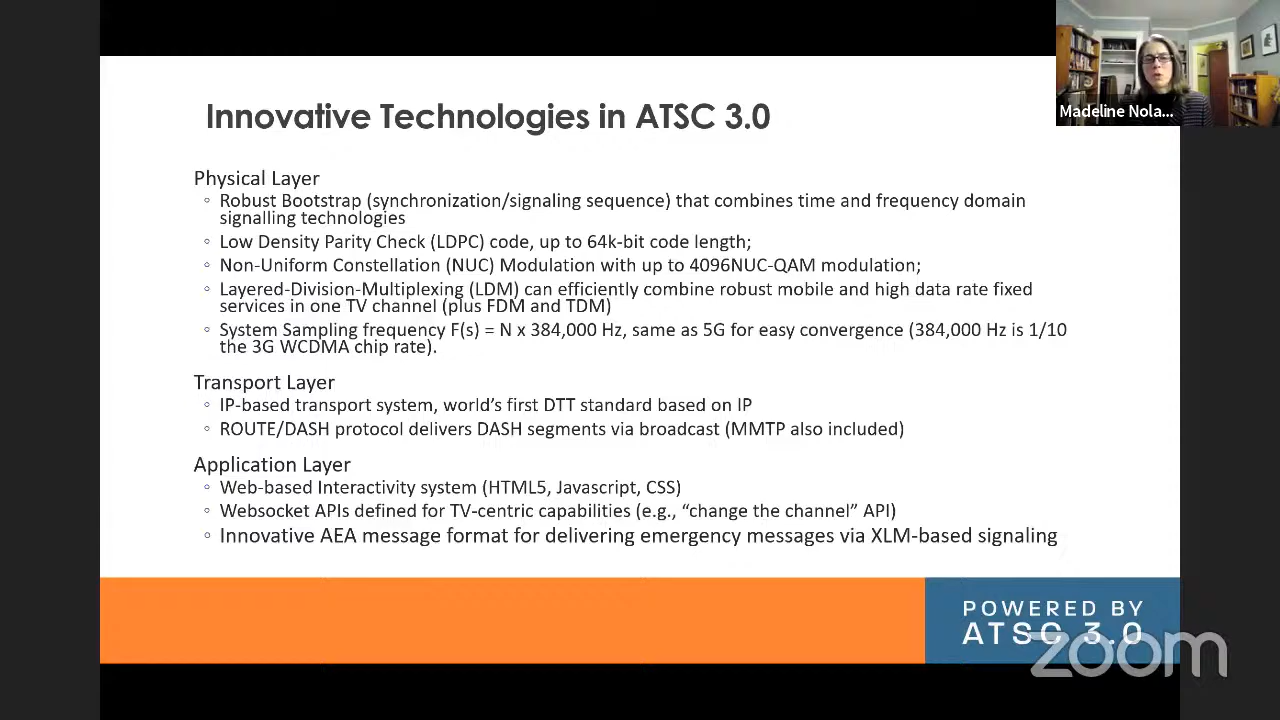 Innovative Technologies in ATSC 3.0
Madeline Nola...
Physical Layer
◦ Robust Bootstrap (synchronization/signaling sequence) that combines time and frequency domain
signalling technologies
◦ Low Density Parity Check (LDPC) code, up to 64k-bit code length;
◦ Non-Uniform Constellation (NUC) Modulation with up to 4096NUC-QAM modulation;
◦ Layered-Division-Multiplexing (LDM) can efficiently combine robust mobile and high data rate fixed
services in one TV channel (plus FDM and TDM)
◦ System Sampling frequency F(s) = N x 384,000 Hz, same as 5G for easy convergence (384,000 Hz is 1/10
the 3G WCDMA chip rate).
Transport Layer
◦ IP-based transport system, world’s first DTT standard based on IP
◦ ROUTE/DASH protocol delivers DASH segments via broadcast (MMTP also included)
Application Layer
◦ Web-based Interactivity system (HTML5, Javascript, CSS)
◦ Websocket APIs defined for TV-centric capabilities (e.g., “change the channel” API)
◦ Innovative AEA message format for delivering emergency messages via XLM-based signaling
POWERED BY
ATSC 3.0
zoom